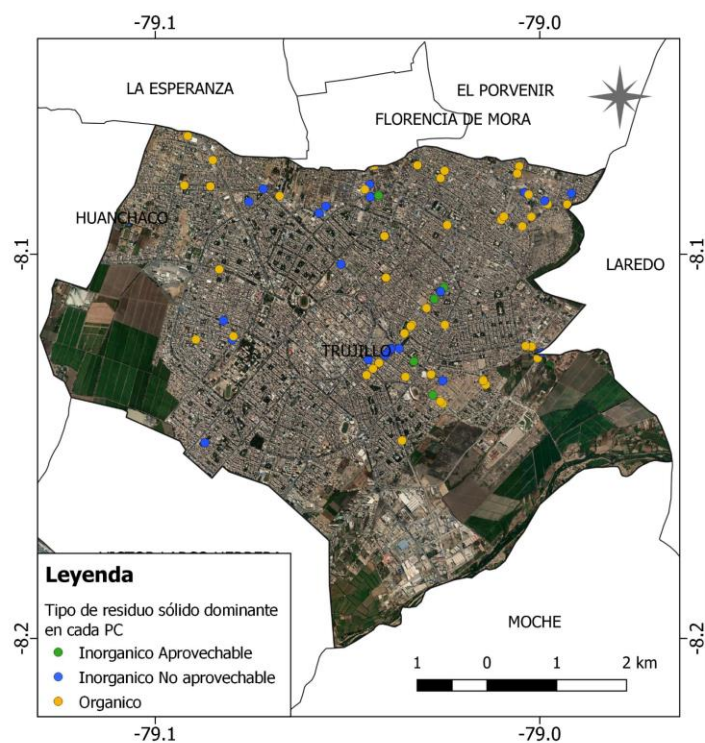 -79.1 -79.0
LA ESPERANZA
EL PORVENIR
FLORENCIA DE MORA
HUANCHACO
-8.1 -8.1
LAREDO
TRUJILLO
Leyenda
Tipo de residuo sólido dominante
en cada PC
Inorganico Aprovechable
Inorganico No aprovechable
Organico
MOCHE
-8.2 -8.2
1 0 1 2 km
-79.1 -79.0